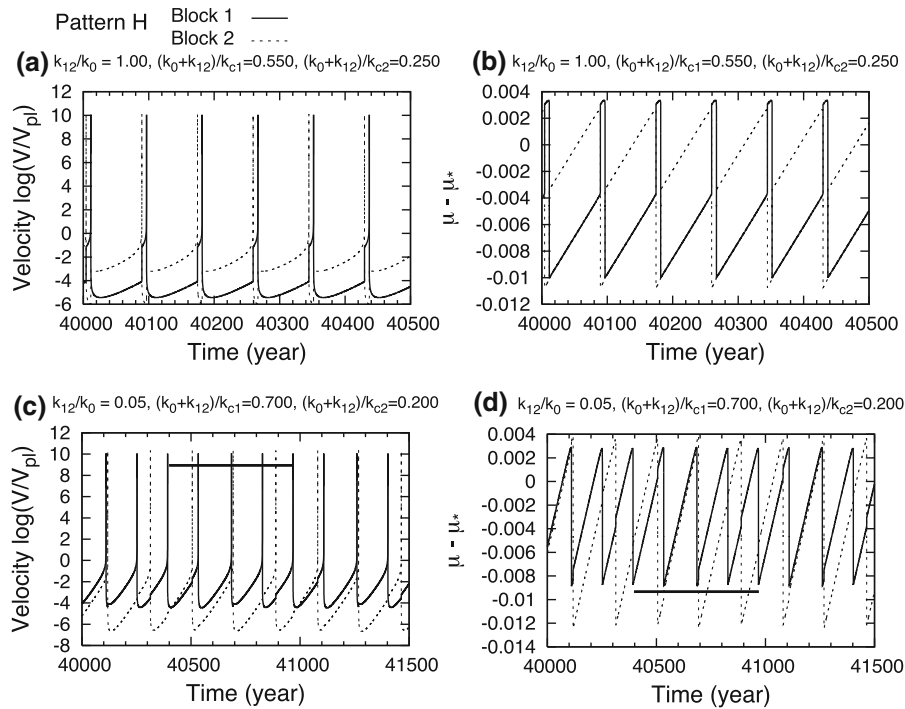 Pattern H
Block 1
Block 2
(a) k12/k0 = 1.00, (k0+k12)/kc1=0.550, (k0+k12)/kc2=0.250
Velocity log(V/Vpl)
12
10
8
6
4
2
0
-2
-4
-6
40000 40100 40200 40300 40400 40500
Time (year)
(b) k12/k0 = 1.00, (k0+k12)/kc1=0.550, (k0+k12)/kc2=0.250
μ - μ*
0.004
0.002
0
-0.002
-0.004
-0.006
-0.008
-0.01
-0.012
40000 40100 40200 40300 40400 40500
Time (year)
(c) k12/k0 = 0.05, (k0+k12)/kc1=0.700, (k0+k12)/kc2=0.200
Velocity log(V/Vpl)
12
10
8
6
4
2
0
-2
-4
-6
-8
40000 40500 41000 41500
Time (year)
(d) k12/k0 = 0.05, (k0+k12)/kc1=0.700, (k0+k12)/kc2=0.200
μ - μ*
0.004
0.002
0
-0.002
-0.004
-0.006
-0.008
-0.01
-0.012
-0.014
40000 40500 41000 41500
Time (year)